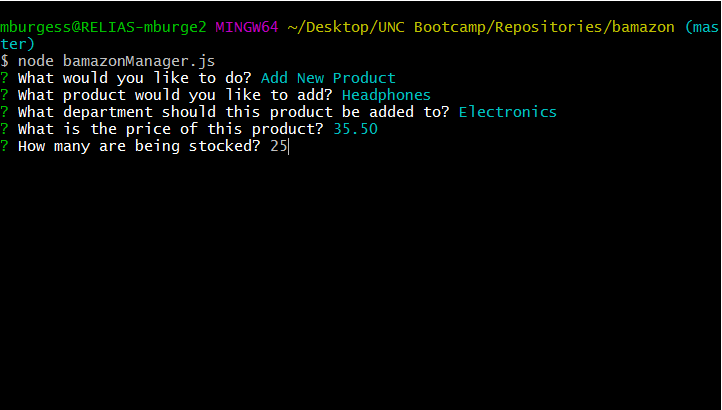 mburgess@RELIAS-mburge2 MINGW64 ~/Desktop/UNC Bootcamp/Repositories/bamazon (mas
ter)
$ node bamazonManager.js
? What would you like to do? Add New Product
? What product would you like to add? Headphones
? What department should this product be added to? Electronics
? What is the price of this product? 35.50
? How many are being stocked? 25